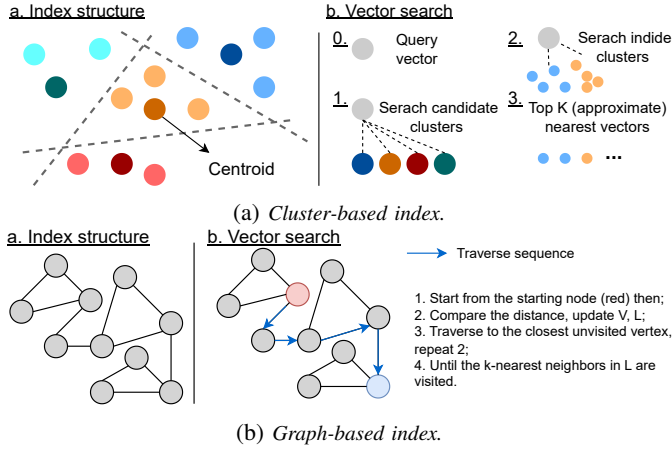 a. Index structure
b. Vector search
0.
Query
vector
1.
Serach candidate
clusters
2.
Serach indide
clusters
3.
Top K (approximate)
nearest vectors
...
Centroid
(a) Cluster-based index.
a. Index structure
b. Vector search
Traverse sequence
1. Start from the starting node (red) then;
2. Compare the distance, update V, L;
3. Traverse to the closest unvisited vertex,
repeat 2;
4. Until the k-nearest neighbors in L are
visited.
(b) Graph-based index.